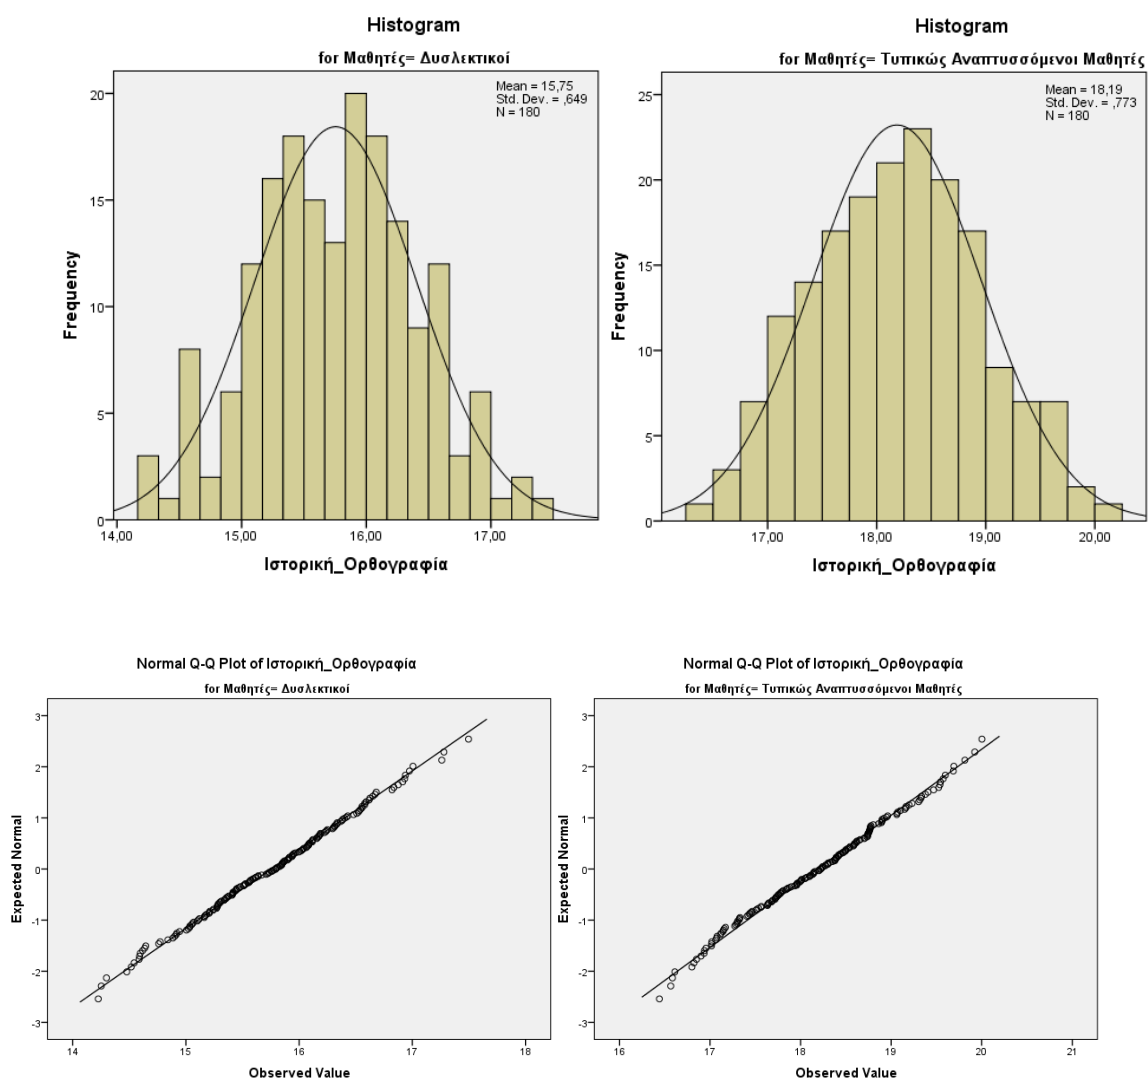 Histogram
for Μαθητές= Δυσλεκτικοί
Mean = 15,75
Std. Dev. = ,649
N = 180
20
15
10
5
0
Frequency
14,00 15,00 16,00 17,00
Ιστορική_Ορθογραφία
Histogram
for Μαθητές= Τυπικώς Αναπτυσσόμενοι Μαθητές
Mean = 18,19
Std. Dev. = ,773
N = 180
25
20
15
10
5
0
Frequency
17,00 18,00 19,00 20,00
Ιστορική_Ορθογραφία
Normal Q-Q Plot of Ιστορική_Ορθογραφία
for Μαθητές= Δυσλεκτικοί
3
2
1
0
-1
-2
-3
Expected Normal
14 15 16 17 18
Observed Value
Normal Q-Q Plot of Ιστορική_Ορθογραφία
for Μαθητές= Τυπικώς Αναπτυσσόμενοι Μαθητές
3
2
1
0
-1
-2
-3
Expected Normal
16 17 18 19 20 21
Observed Value